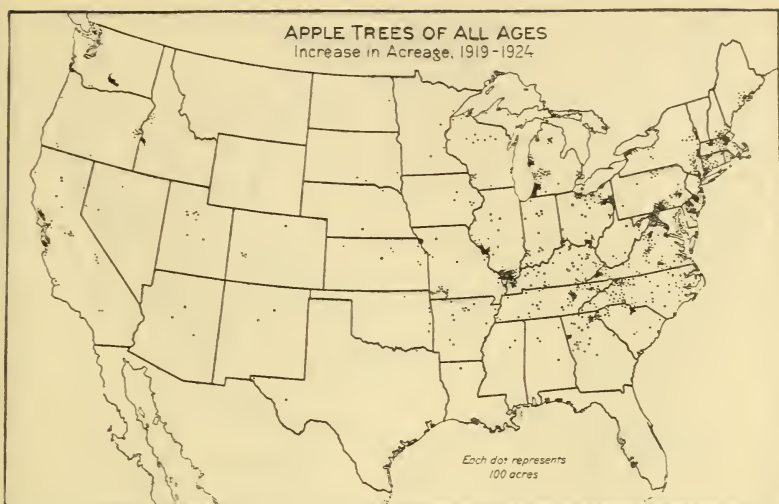 APPLE TREES OF ALL AGES
Increase in Acreage, 1919-1924
Each dot represents
100 acres